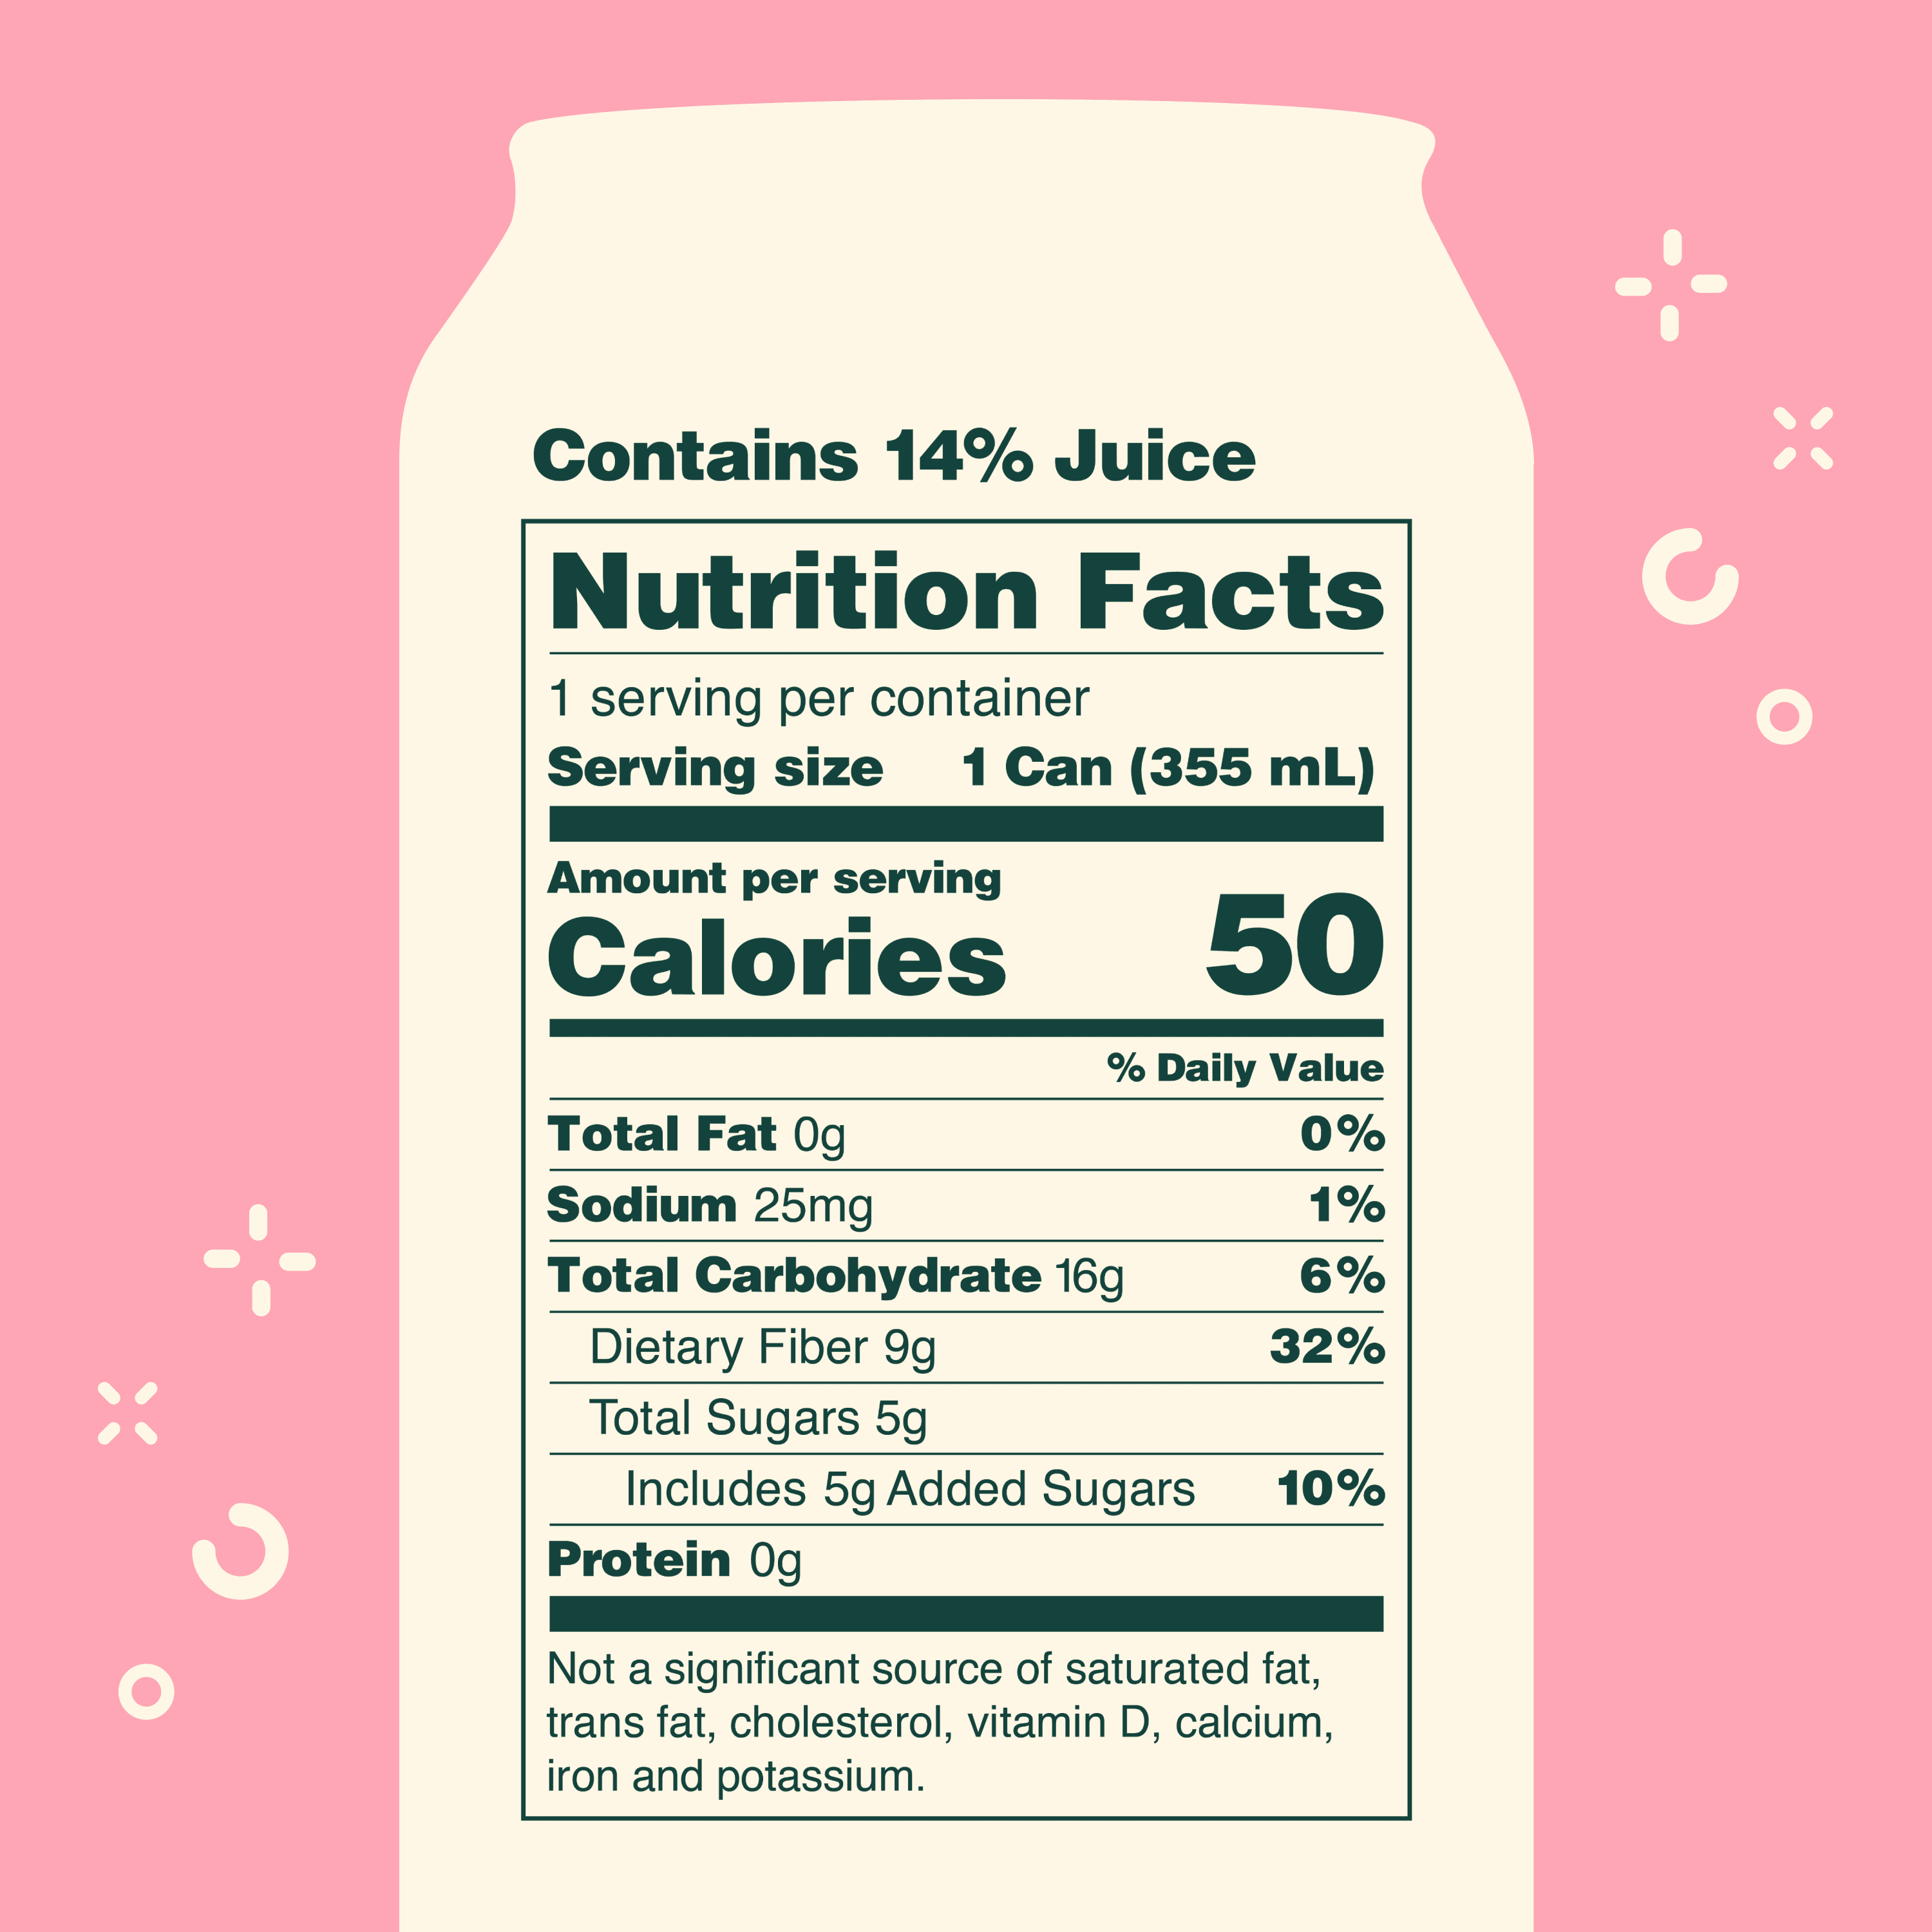 Contains 14% Juice
Nutrition Facts
1 serving per container
Serving size 1 Can (355 mL)
Amount per serving
Calories 50
% Daily Value
Total Fat 0g 0%
Sodium 25mg 1%
Total Carbohydrate 16g 6%
Dietary Fiber 9g 32%
Total Sugars 5g
Includes 5g Added Sugars 10%
Protein 0g
Not a significant source of saturated fat,
trans fat, cholesterol, vitamin D, calcium,
iron and potassium.